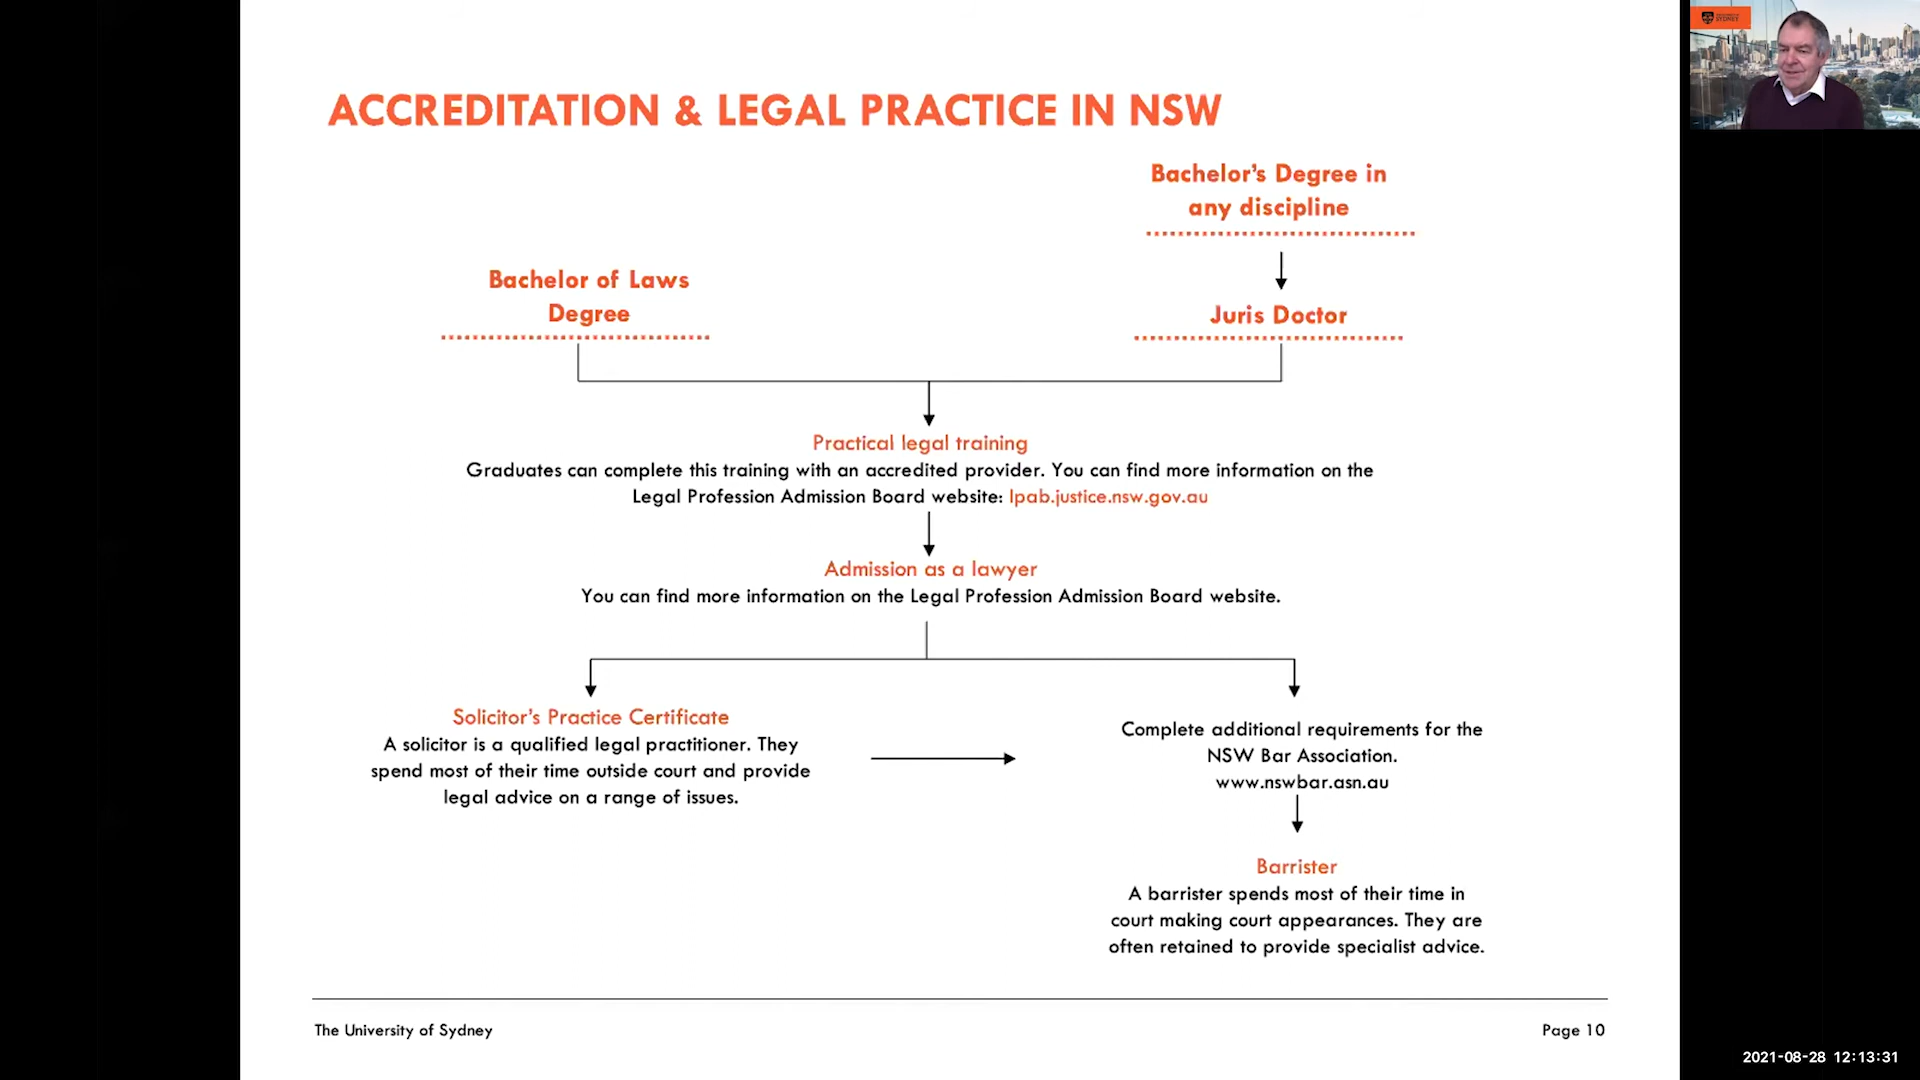 SYDNEY
ACCREDITATION & LEGAL PRACTICE IN NSW
Bachelor's Degree in
any discipline
Bachelor of Laws
Degree
Juris Doctor
Practical legal training
Graduates can complete this training with an accredited provider. You can find more information on the
Legal Profession Admission Board website: lpab.justice.nsw.gov.au
Admission as a lawyer
You can find more information on the Legal Profession Admission Board website.
Solicitor's Practice Certificate
A solicitor is a qualified legal practitioner. They
spend most of their time outside court and provide
legal advice on a range of issues.
Complete additional requirements for the
NSW Bar Association.
www.nswbar.asn.au
Barrister
A barrister spends most of their time in
court making court appearances. They are
often retained to provide specialist advice.
The University of Sydney
Page 10
2021-08-28 12:13:31